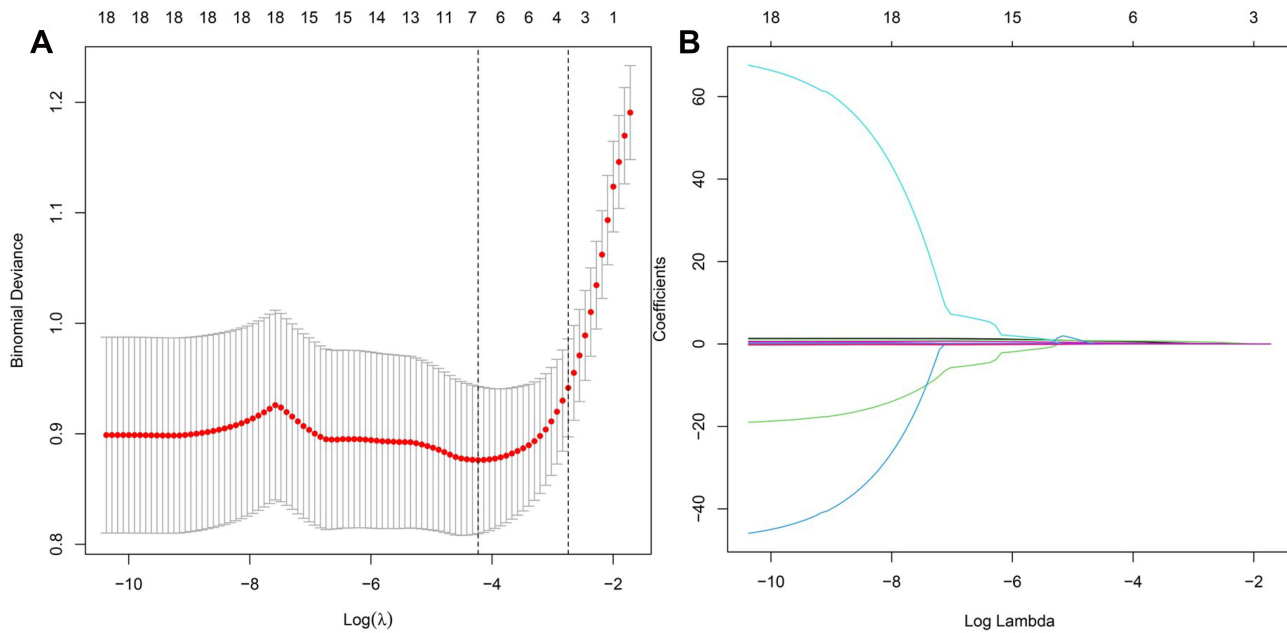 A
18 18 18 18 18 18 15 15 14 13 11 7 6 6 4 3 1
Binomial Deviance
1.2
1.1
1.0
0.9
0.8
−10 −8 −6 −4 −2
Log(λ)
B
18 18 15 6 3
Coefficients
60
40
20
0
−20
−40
−10 −8 −6 −4 −2
Log Lambda